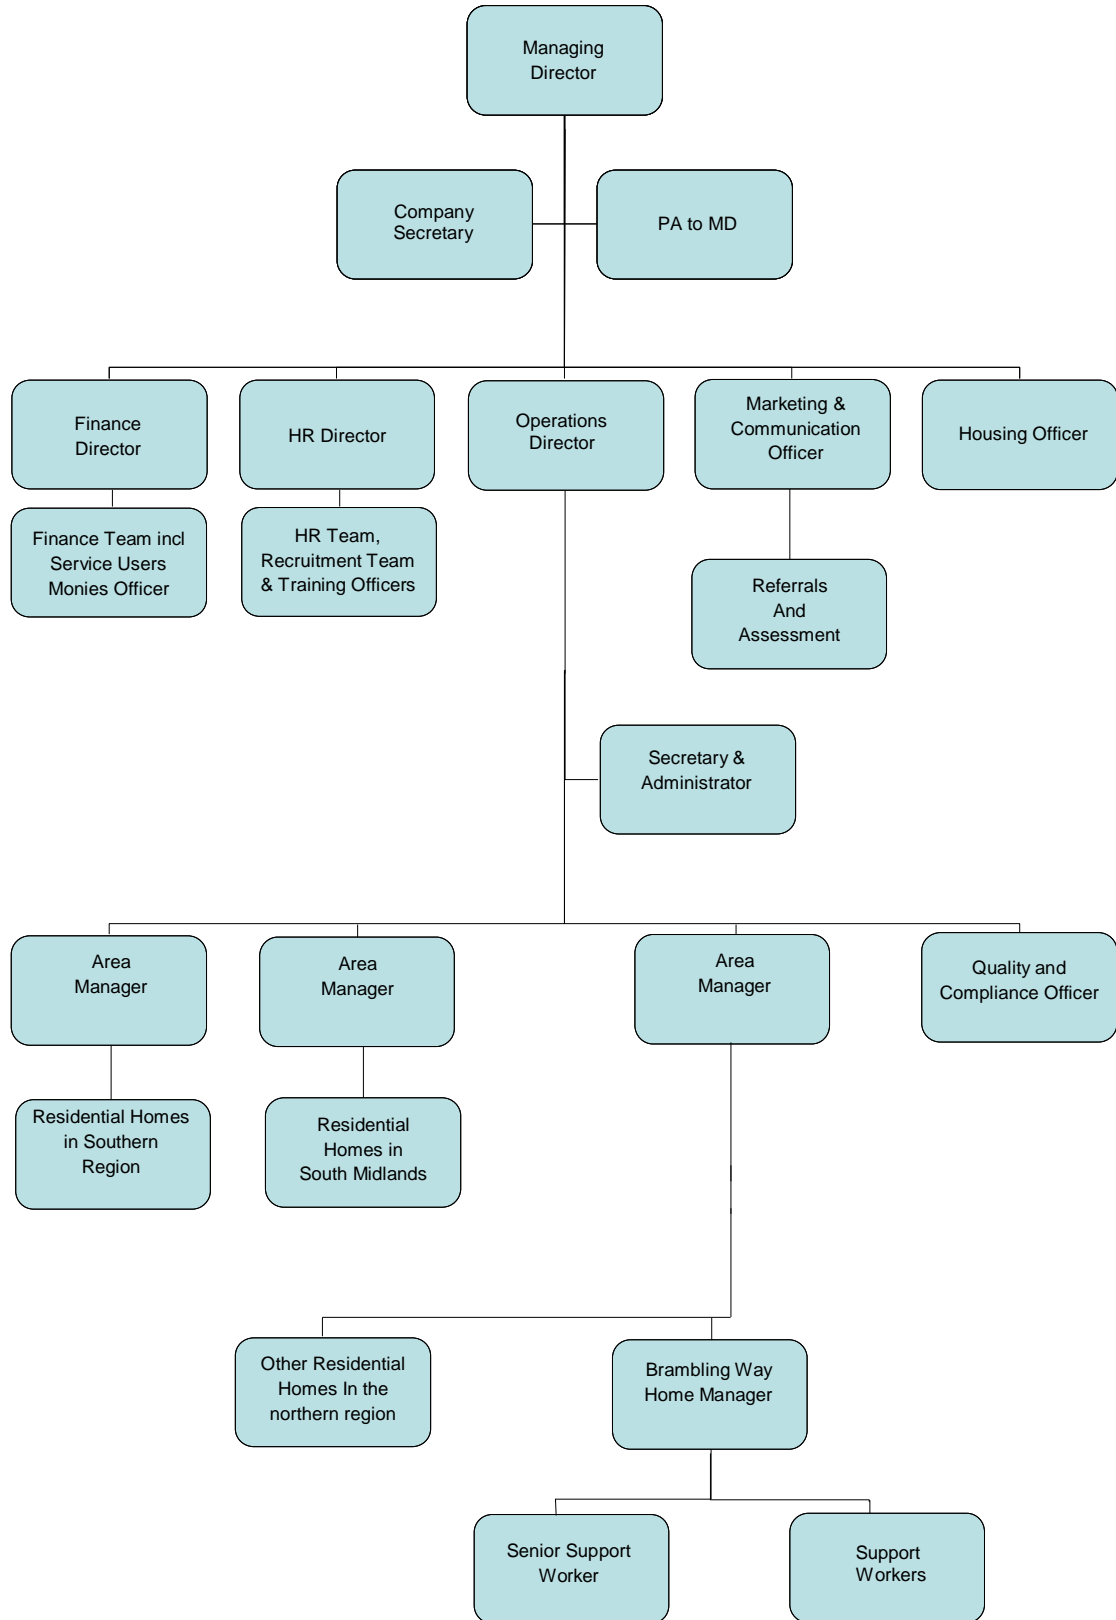 Managing
Director
Company
Secretary
PA to MD
Finance
Director
HR Director
Operations
Director
Marketing &
Communication
Officer
Housing Officer
Finance Team incl
Service Users
Monies Officer
HR Team,
Recruitment Team
& Training Officers
Referrals
And
Assessment
Secretary &
Administrator
Area
Manager
Area
Manager
Area
Manager
Quality and
Compliance Officer
Residential Homes
in Southern
Region
Residential
Homes in
South Midlands
Other Residential
Homes In the
northern region
Brambling Way
Home Manager
Senior Support
Worker
Support
Workers